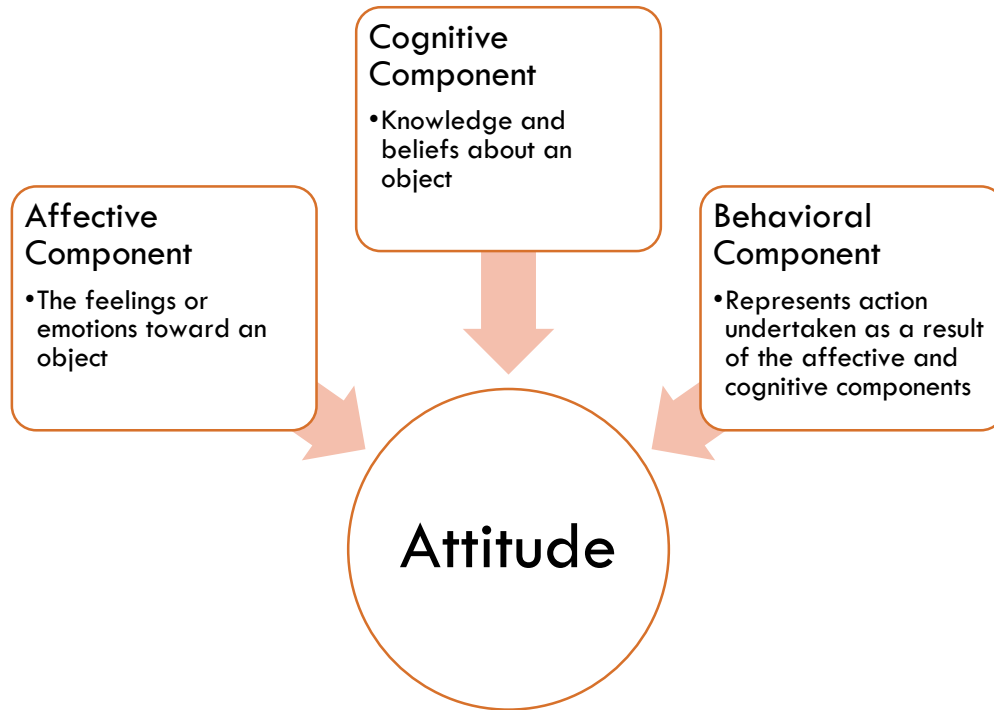 Cognitive
Component
•Knowledge and
beliefs about an
object
Affective
Component
•The feelings or
emotions toward an
object
Behavioral
Component
•Represents action
undertaken as a result
of the affective and
cognitive components
Attitude